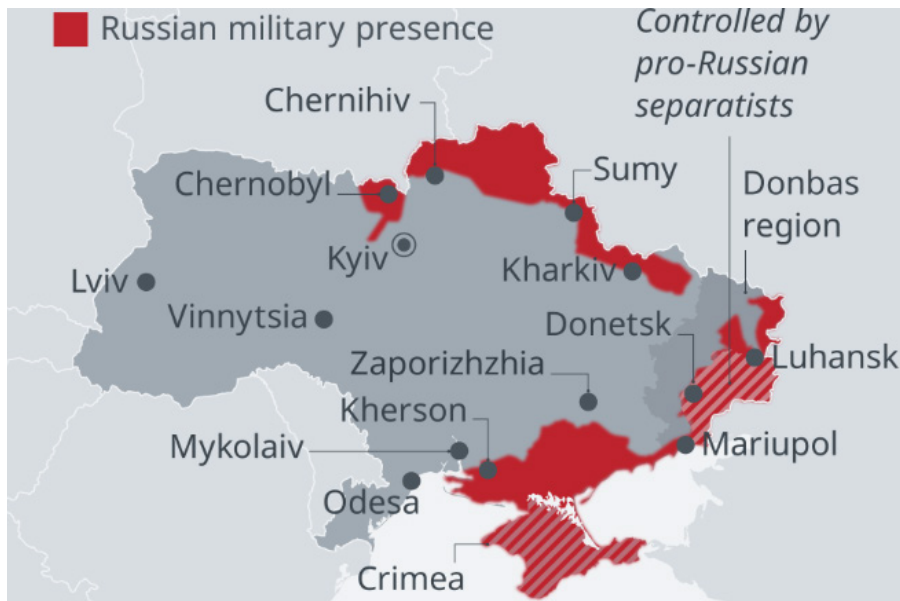 Russian military presence
Controlled by
pro-Russian
separatists
Chernihiv
Chernobyl
Sumy
Donbas
region
Kyiv
Kharkiv
Lviv
Vinnytsia
Donetsk
Luhansk
Zaporizhzhia
Kherson
Mykolaiv
Mariupol
Odesa
Crimea